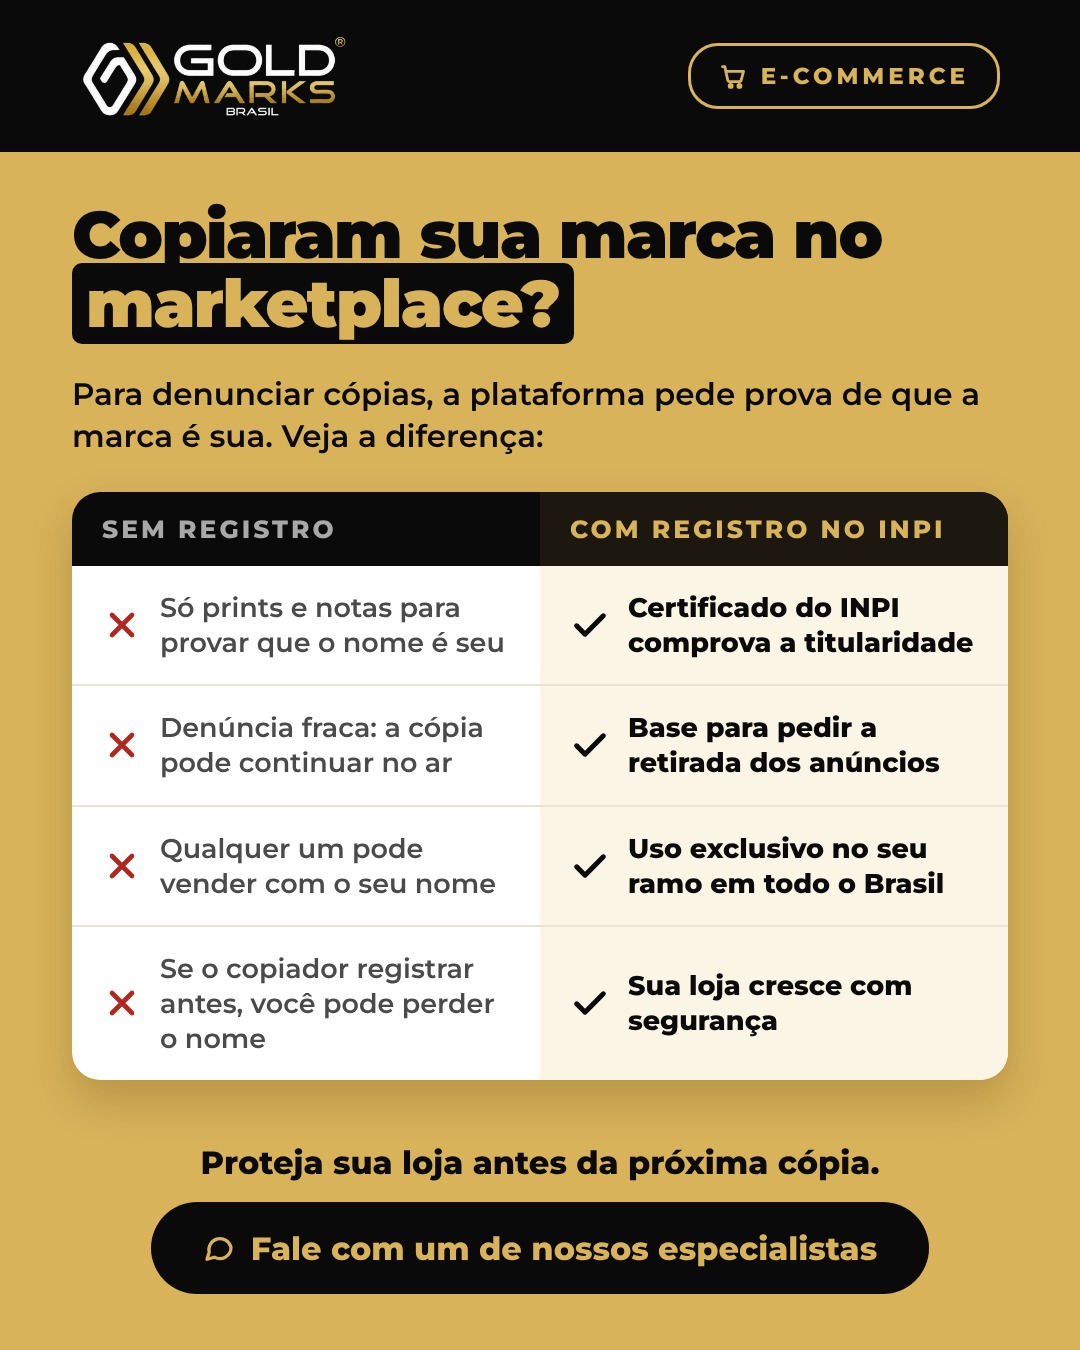 GOLD
MARKS
BRASIL
®
E-COMMERCE
Copiaram sua marca no
marketplace?
Para denunciar cópias, a plataforma pede prova de que a
marca é sua. Veja a diferença:
SEM REGISTRO
COM REGISTRO NO INPI
Só prints e notas para
provar que o nome é seu
Certificado do INPI
comprova a titularidade
Denúncia fraca: a cópia
pode continuar no ar
Base para pedir a
retirada dos anúncios
Qualquer um pode
vender com o seu nome
Uso exclusivo no seu
ramo em todo o Brasil
Se o copiador registrar
antes, você pode perder
o nome
Sua loja cresce com
segurança
Proteja sua loja antes da próxima cópia.
Fale com um de nossos especialistas